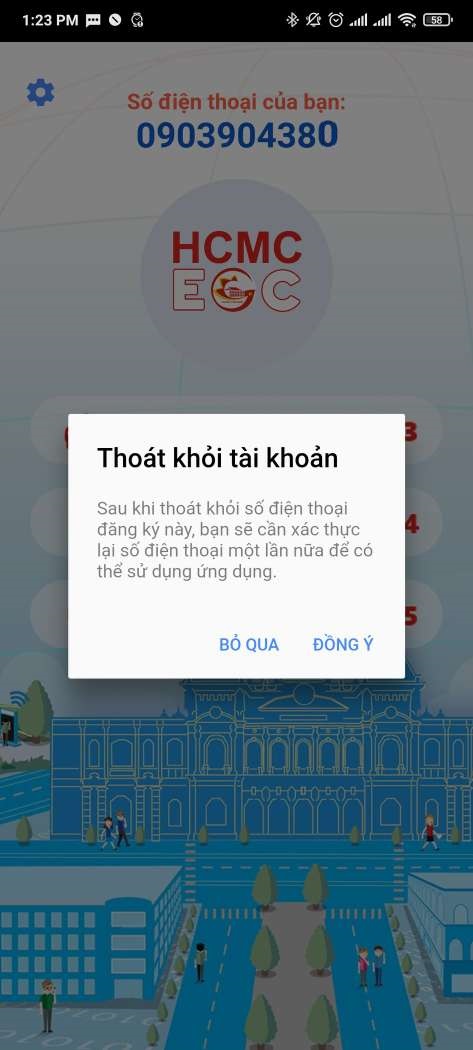 1:23 PM
58
Số điện thoại của bạn:
0903904380
HCMC
EOC
3
Thoát khỏi tài khoản
Sau khi thoát khỏi số điện thoại
đăng ký này, bạn sẽ cần xác thực
lại số điện thoại một lần nữa để có
thể sử dụng ứng dụng.
4
5
BỎ QUA ĐỒNG Ý